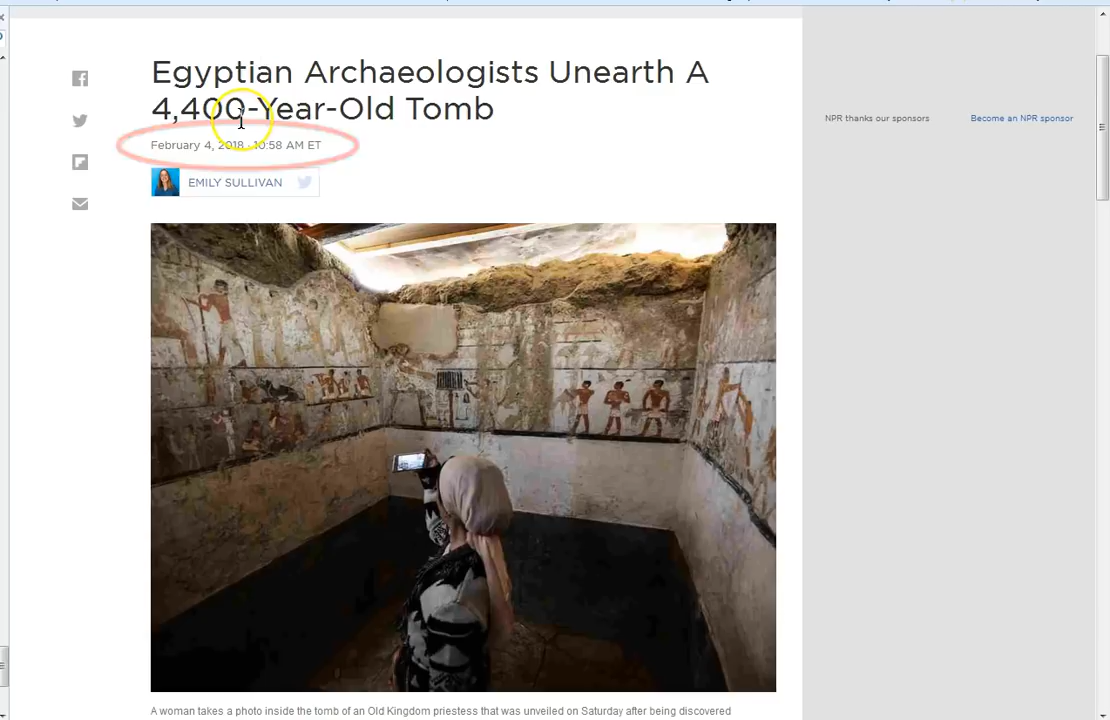 Egyptian Archaeologists Unearth A
4,400-Year-Old Tomb
February 4, 2018 · 10:58 AM ET
EMILY SULLIVAN
NPR thanks our sponsors
Become an NPR sponsor
A woman takes a photo inside the tomb of an Old Kingdom priestess that was unveiled on Saturday after being discovered